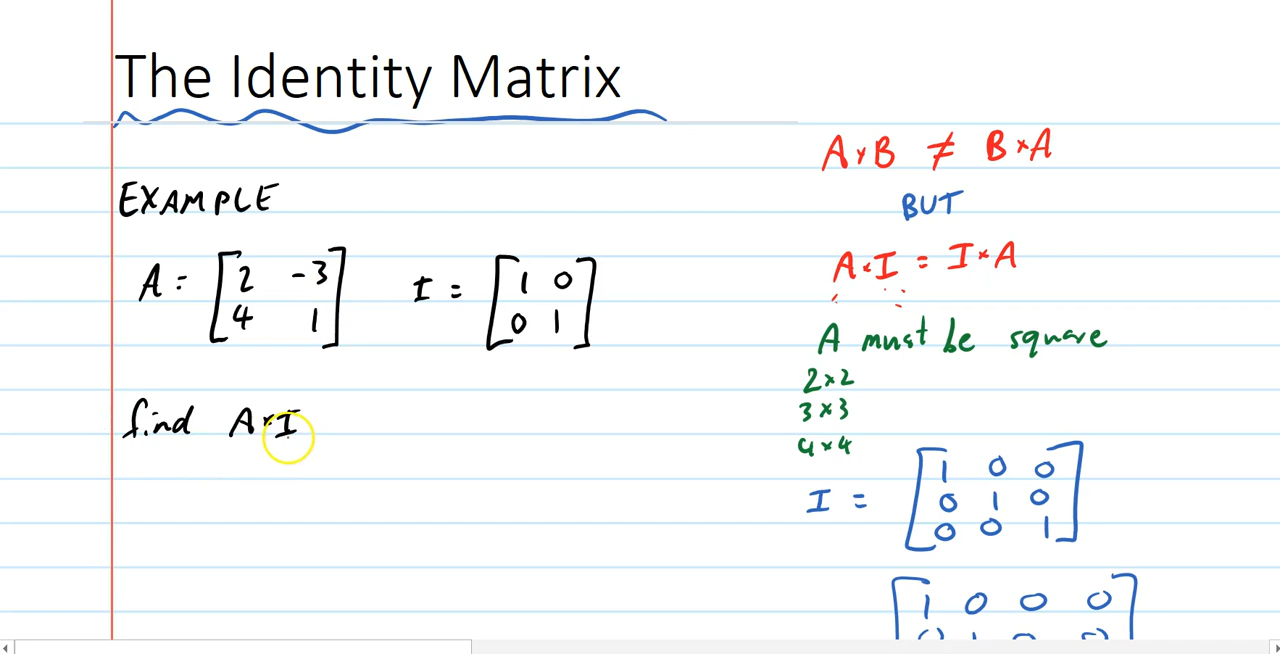 The Identity Matrix
EXAMPLE
A = [2 -3
4 1]
I = [1 0
0 1]
find A×I
A×B ≠ B×A
BUT
A×I = I×A
A must be square
2×2
3×3
4×4
I = [1 0 0
0 1 0
0 0 1]
[1 0 0 0